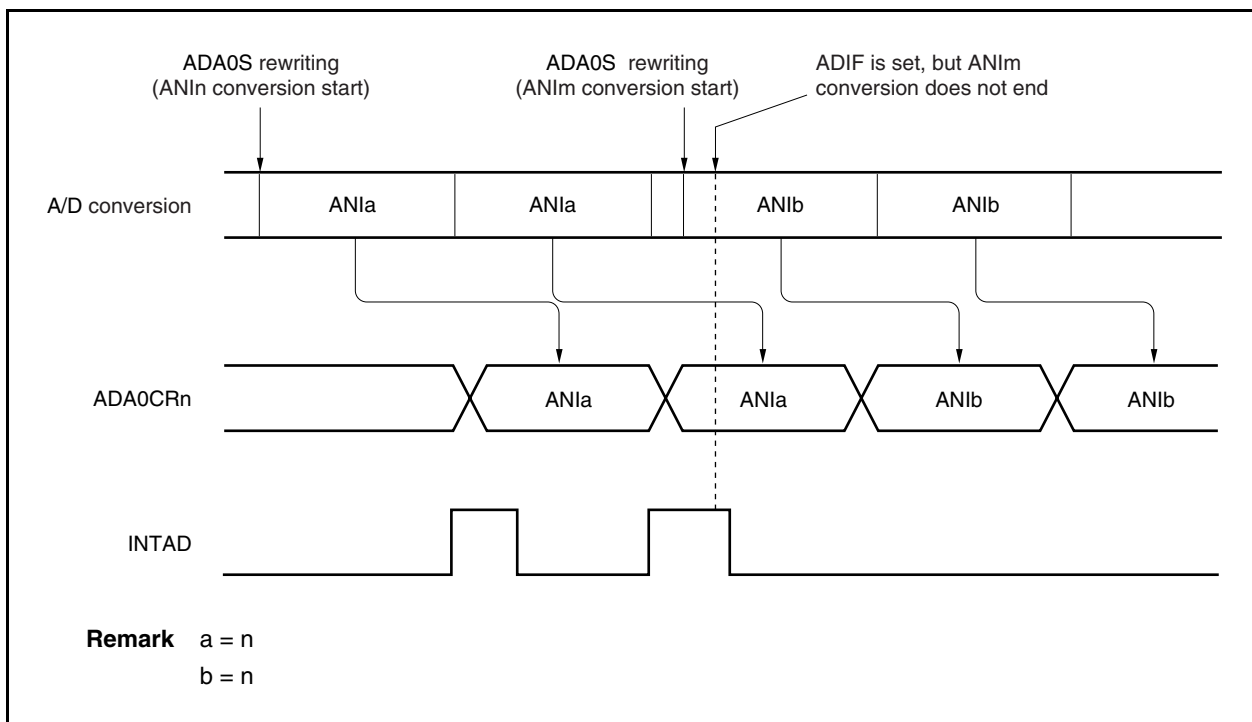 ADA0S rewriting
(ANIn conversion start)
ADA0S rewriting
(ANIm conversion start)
ADIF is set, but ANIm
conversion does not end
A/D conversion
ANIa
ANIa
ANIb
ANIb
ADA0CRn
ANIa
ANIa
ANIb
ANIb
INTAD
Remark a = n
b = n